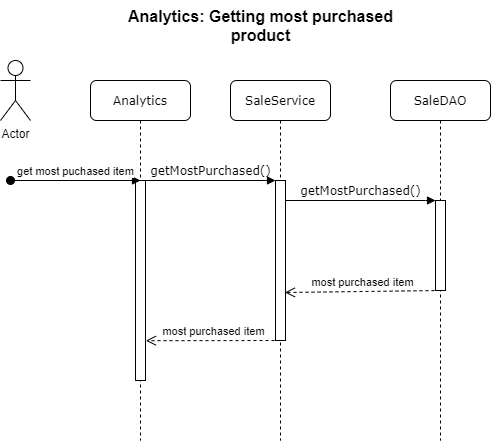 Analytics: Getting most purchased
product
Analytics
SaleService
SaleDAO
Actor
get most puchased item
getMostPurchased()
getMostPurchased()
most purchased item
most purchased item